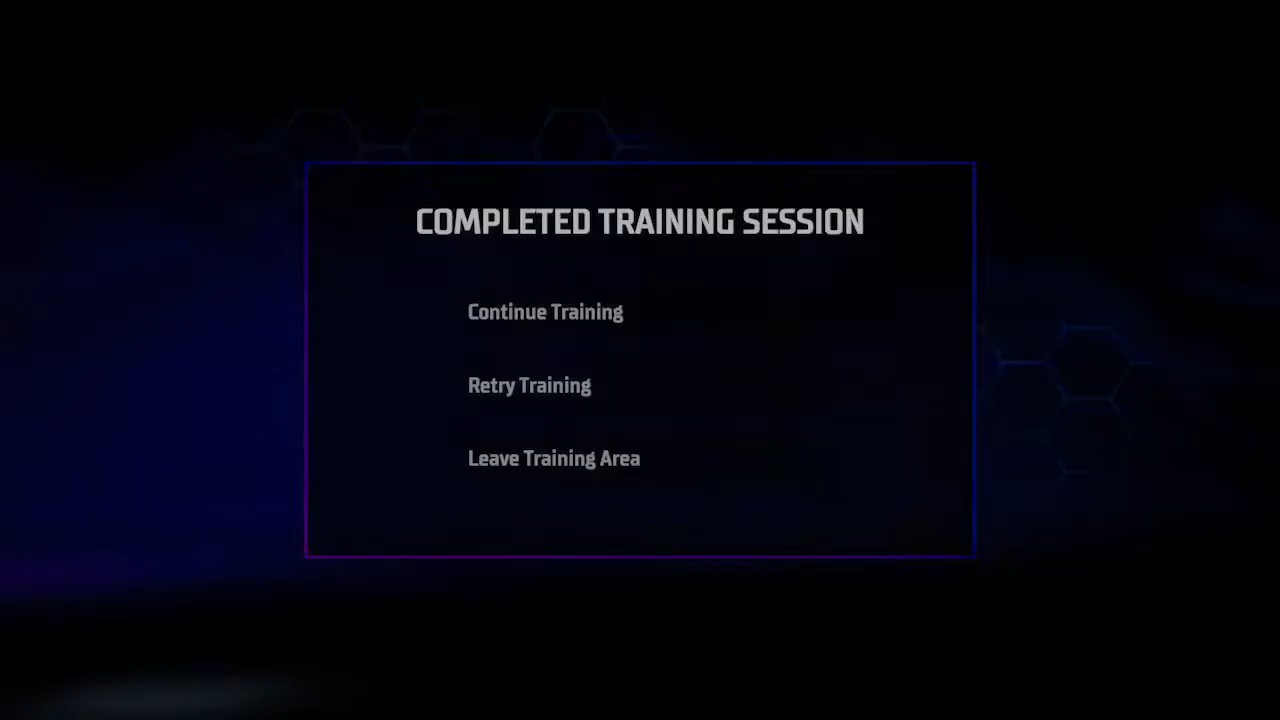 COMPLETED TRAINING SESSION
Continue Training
Retry Training
Leave Training Area